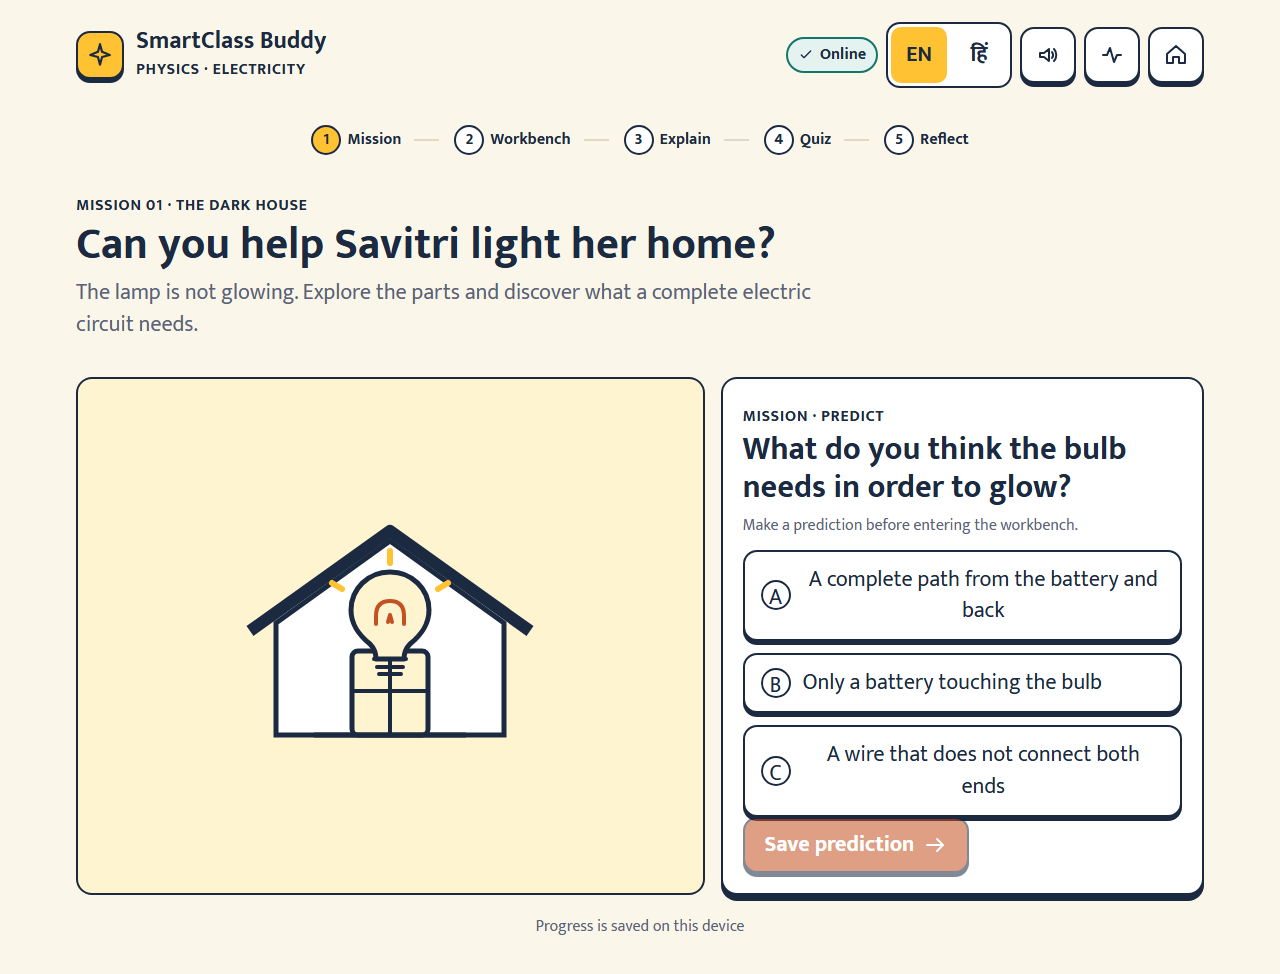 SmartClass Buddy
PHYSICS · ELECTRICITY
Online
EN
हिं
1 Mission
2 Workbench
3 Explain
4 Quiz
5 Reflect
MISSION 01 · THE DARK HOUSE
Can you help Savitri light her home?
The lamp is not glowing. Explore the parts and discover what a complete electric
circuit needs.
MISSION · PREDICT
What do you think the bulb
needs in order to glow?
Make a prediction before entering the workbench.
A A complete path from the battery and
back
B Only a battery touching the bulb
C A wire that does not connect both
ends
Save prediction →
Progress is saved on this device